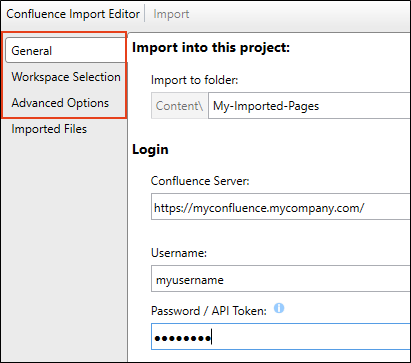 Confluence Import Editor Import
General
Workspace Selection
Advanced Options
Imported Files
Import into this project:
Import to folder:
Content\ My-Imported-Pages
Login
Confluence Server:
https://myconfluence.mycompany.com/
Username:
myusername
Password / API Token:
●●●●●●●●